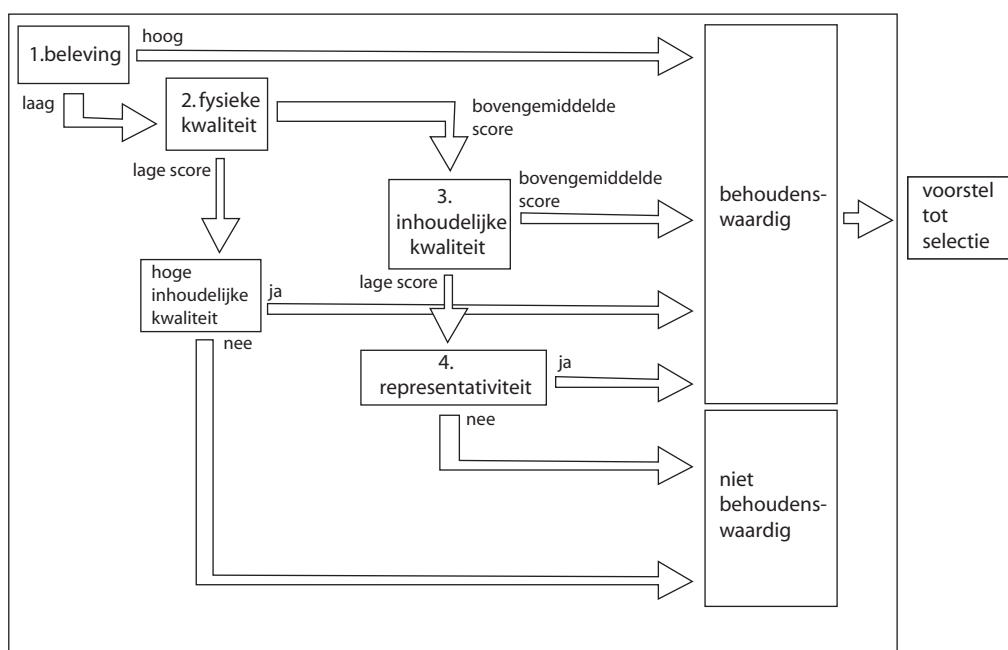 hoog
1.beleving
laag
2. fysieke
kwaliteit
bovengemiddelde
score
lage score
bovengemiddelde
score
3.
inhoudelijke
kwaliteit
behoudens-
waardig
voorstel
tot
selectie
hoge
inhoudelijke
kwaliteit
ja
lage score
nee
4.
representativiteit
ja
nee
niet
behoudens-
waardig